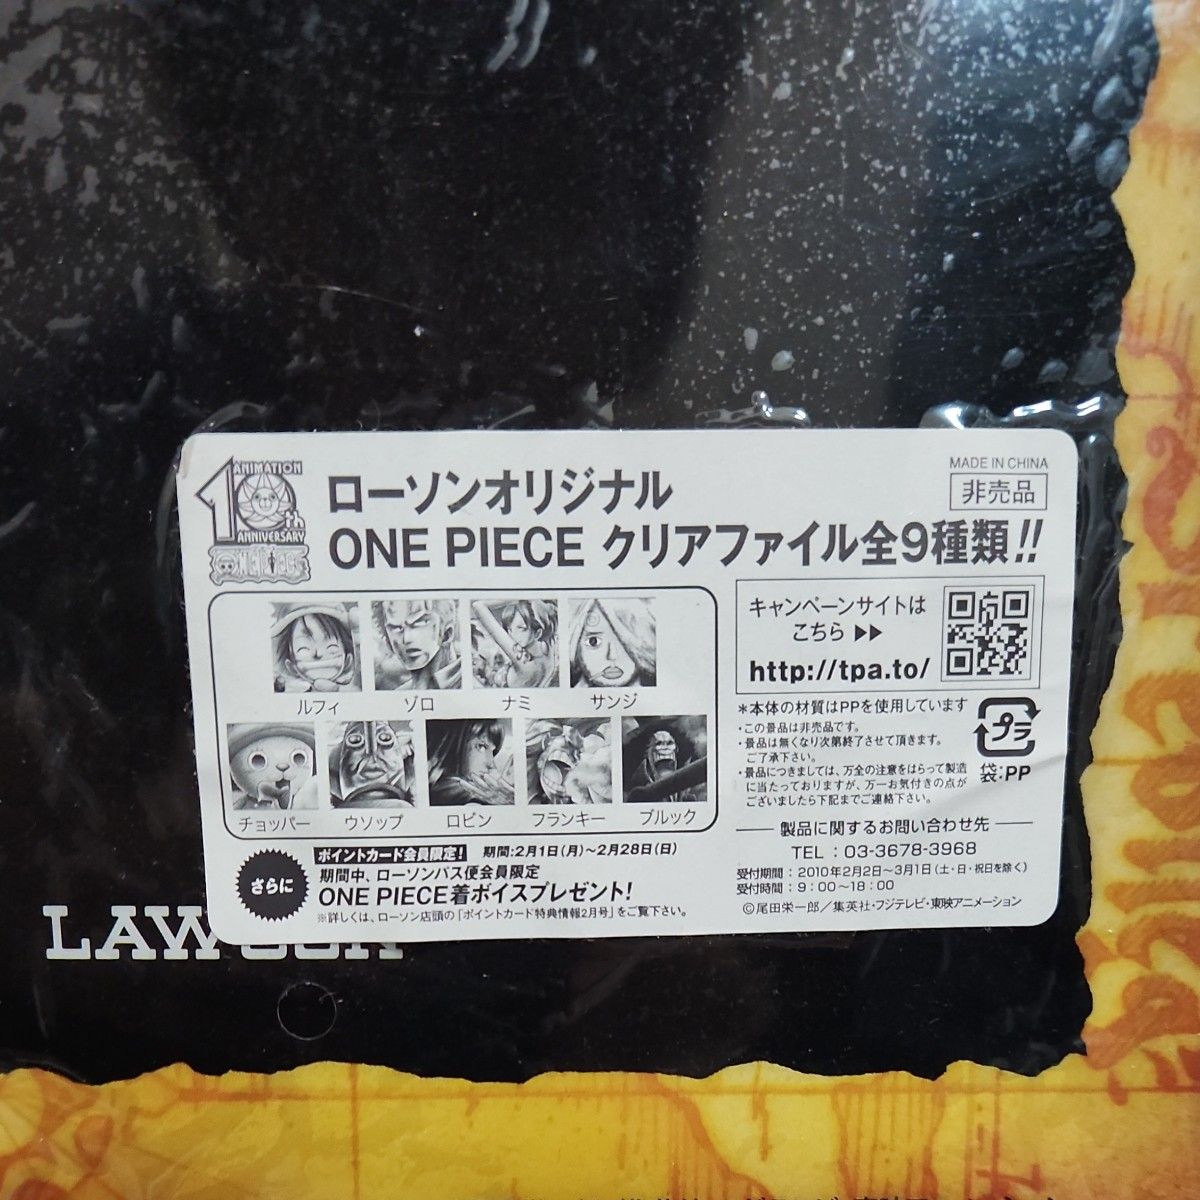 ANIMATION
10th
ANNIVERSARY
ONE PIECE
ローソンオリジナル
ONE PIECE クリアファイル全9種類!!
MADE IN CHINA
非売品
ルフィ
ゾロ
ナミ
サンジ
チョッパー
ウソップ
ロビン
フランキー
ブルック
キャンペーンサイトは
こちら ▶▶
http://tpa.to/
＊本体の材質はPPを使用しています
・この景品は非売品です。
・景品は無くなり次第終了させて頂きます。
ご了承下さい。
・景品につきましては、万全の注意をはらって製造
に当たっておりますが、万一お気付きの点が
ございましたら下記までご連絡下さい。
プラ
袋:PP
製品に関するお問い合わせ先
TEL : 03-3678-3968
受付期間 : 2010年2月2日〜3月1日(土・日・祝日を除く)
受付時間 : 9:00〜18:00
©尾田栄一郎／集英社・フジテレビ・東映アニメーション
さらに
ポイントカード会員限定! 期間:2月1日(月)〜2月28日(日)
期間中、ローソンパス便会員限定
ONE PIECE着ボイスプレゼント!
※詳しくは、ローソン店頭の「ポイントカード特典情報2月号」をご覧下さい。
LAWSON